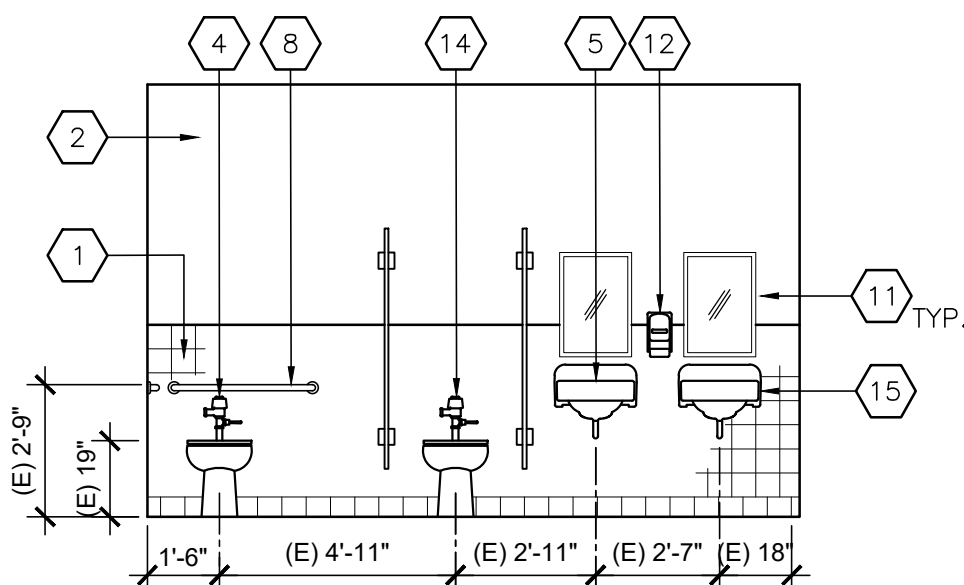 4
8
14
5
12
2
1
11 TYP.
15
(E) 2'-9"
(E) 19"
1'-6"
(E) 4'-11"
(E) 2'-11"
(E) 2'-7"
(E) 18"